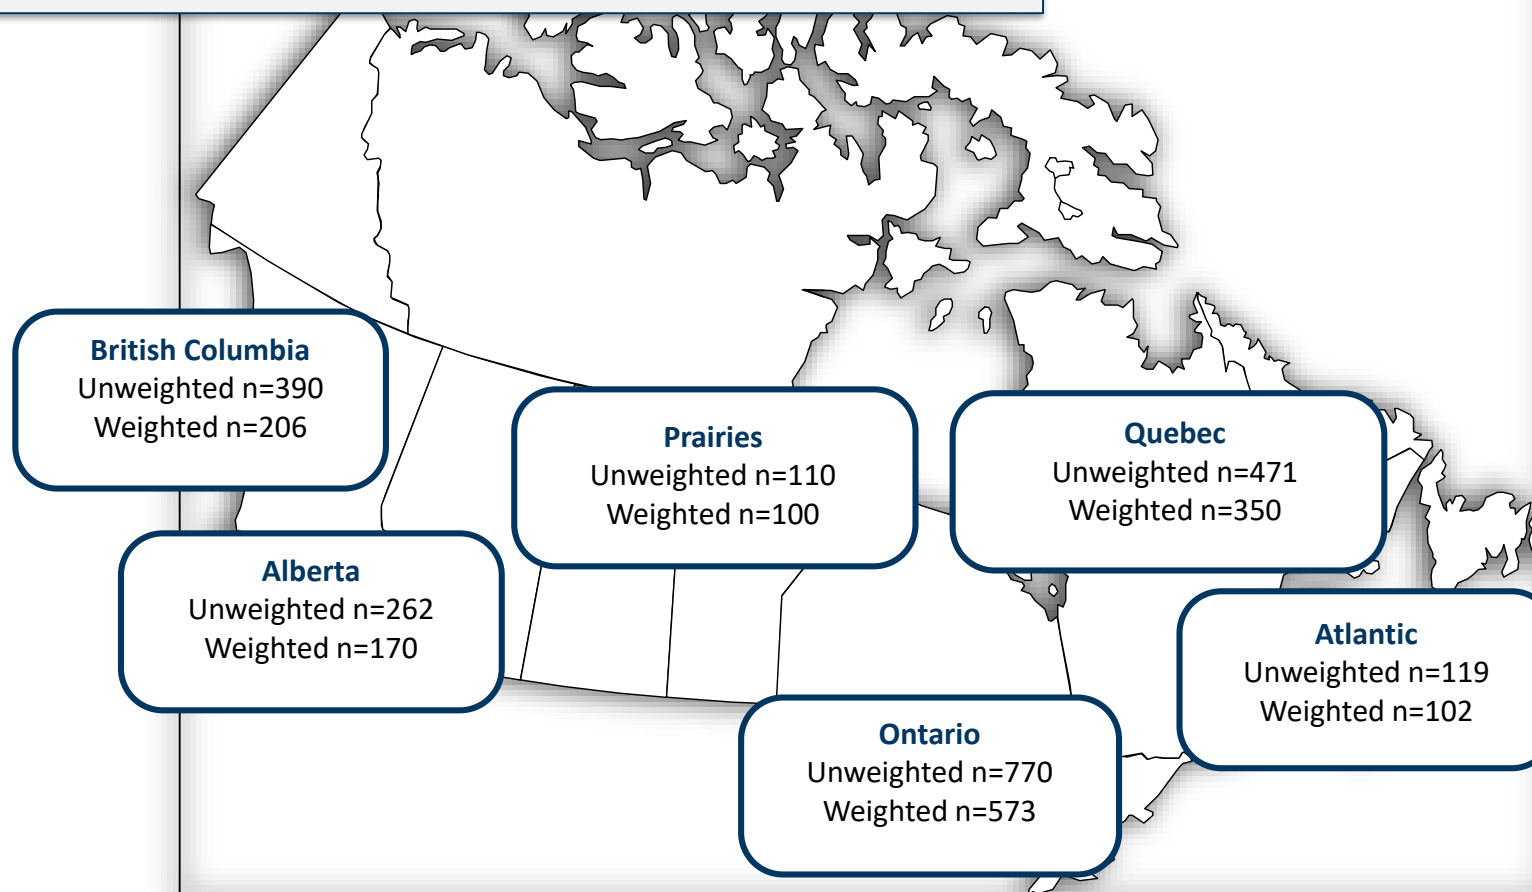 British Columbia
Unweighted n=390
Weighted n=206
Prairies
Unweighted n=110
Weighted n=100
Quebec
Unweighted n=471
Weighted n=350
Alberta
Unweighted n=262
Weighted n=170
Atlantic
Unweighted n=119
Weighted n=102
Ontario
Unweighted n=770
Weighted n=573